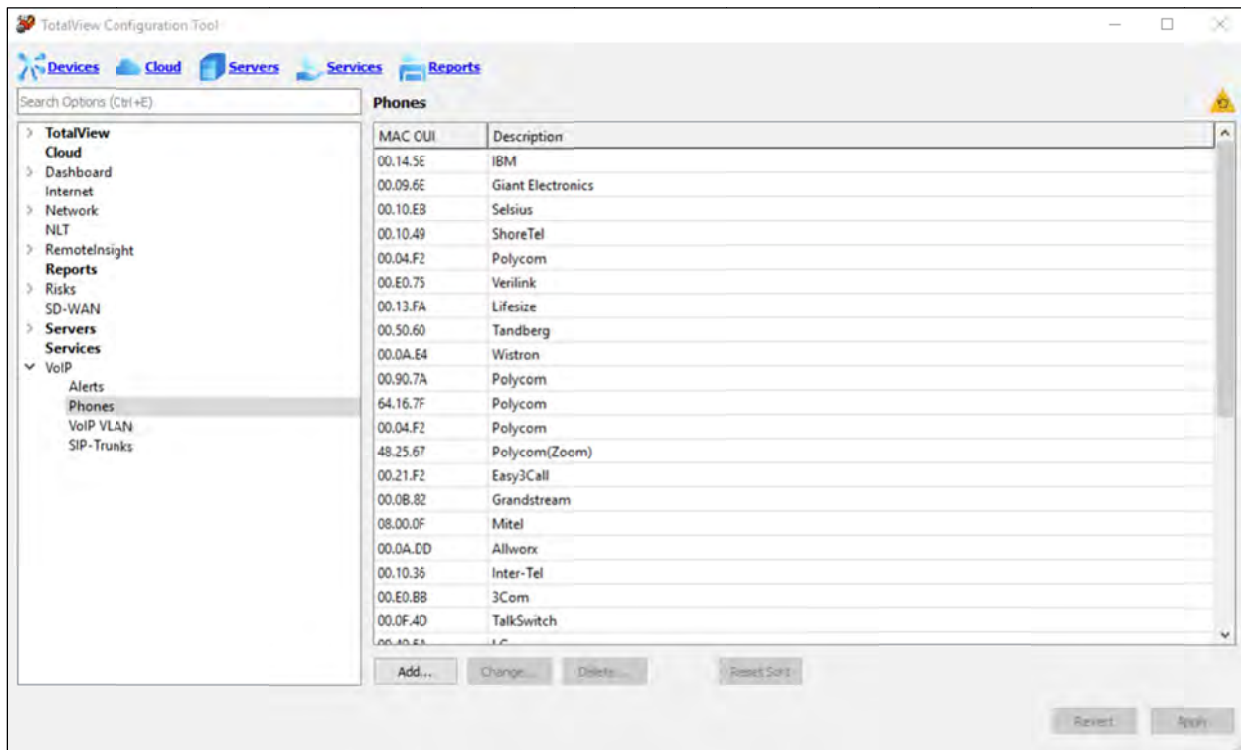 TotalView Configuration Tool
Devices Cloud Servers Services Reports
Search Options (Ctrl+E)
TotalView
Cloud
Dashboard
Internet
Network
NLT
RemoteInsight
Reports
Risks
SD-WAN
Servers
Services
VoIP
Alerts
Phones
VoIP VLAN
SIP-Trunks
Phones
MAC OUI Description
00.14.5E IBM
00.09.6E Giant Electronics
00.10.EB Selsius
00.10.49 ShoreTel
00.04.F2 Polycom
00.E0.75 Verilink
00.13.FA Lifesize
00.50.60 Tandberg
00.0A.E4 Wistron
00.90.7A Polycom
64.16.7F Polycom
00.04.F2 Polycom
48.25.67 Polycom(Zoom)
00.21.F2 Easy3Call
00.0B.82 Grandstream
08.00.0F Mitel
00.0A.DD Allworx
00.10.36 Inter-Tel
00.E0.BB 3Com
00.0F.4D TalkSwitch
Add... Change... Delete... Reset Sort
Revert Apply